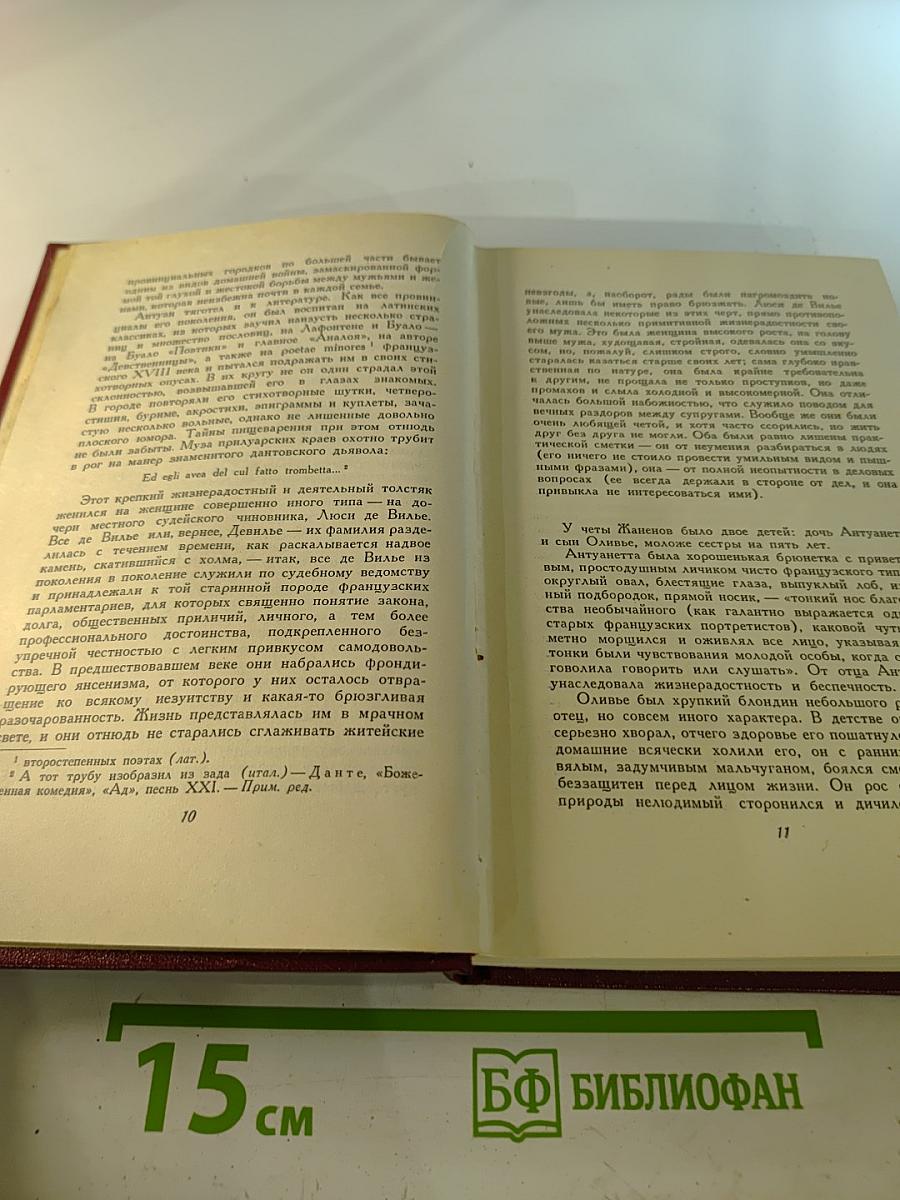 провинциальных городков по большей части бывает
одним из видов домашней войны, замаскированной фор-
мой той глухой и жестокой борьбы между мужьями и же-
нами, которая неизбежна почти в каждой семье.
Антуан тяготел и к литературе. Как все провин-
циалы его поколения, он был воспитан на латинских
классиках, из которых заучил наизусть несколько стра-
ниц и множество пословиц, на Лафонтене и Буало —
на Буало «Поэтики» и главное «Аналоя», на авторе
«Девственницы», а также на poetae minores ¹ француз-
ского XVIII века и пытался подражать им в своих сти-
хотворных опусах. В их кругу не он один страдал этой
склонностью, возвышавшей его в глазах знакомых.
В городе повторяли его стихотворные шутки, четверо-
стишия, буриме, акростихи, эпиграммы и куплеты, зача-
стую несколько вольные, однако не лишенные довольно
плоского юмора. Тайны пищеварения при этом отнюдь
не были забыты. Муза прилуарских краев охотно трубит
в рог на манер знаменитого дантовского дьявола:
Ed egli avea del cul fatto trombetta... ²
Этот крепкий жизнерадостный и деятельный толстяк
женился на женщине совершенно иного типа — на до-
чери местного судейского чиновника, Люси де Вилье.
Все де Вилье или, вернее, Девилье — их фамилия разде-
лилась с течением времени, как раскалывается надвое
камень, скатившийся с холма, — итак, все де Вилье из
поколения в поколение служили по судебному ведомству
и принадлежали к той старинной породе французских
парламентариев, для которых священно понятие закона,
долга, общественных приличий, личного, а тем более
профессионального достоинства, подкрепленного без-
упречной честностью с легким привкусом самодоволь-
ства. В предшествовавшем веке они набрались фронди-
рующего янсенизма, от которого у них осталось отвра-
щение ко всякому иезуитству и какая-то брюзгливая
разочарованность. Жизнь представлялась им в мрачном
свете, и они отнюдь не старались сглаживать житейские
¹ второстепенных поэтах (лат.).
² А тот трубу изобразил из зада (итал.) — Данте, «Боже-
енная комедия», «Ад», песнь XXI. — Прим. ред.
10
невзгоды, а, наоборот, рады были нагромоздить но-
вые, лишь бы иметь право брюзжать. Люси де Вилье
унаследовала некоторые из этих черт, прямо противопо-
ложных несколько примитивной жизнерадостности сво-
его мужа. Это была женщина высокого роста, на голову
выше мужа, худощавая, стройная, одевалась она со вку-
сом, но, пожалуй, слишком строго, словно умышленно
старалась казаться старше своих лет; сама глубоко нрав-
ственная по натуре, она была крайне требовательна
к другим, не прощала не только проступков, но даже
промахов и слыла холодной и высокомерной. Она отли-
чалась большой набожностью, что служило поводом для
вечных раздоров между супругами. Вообще же они были
очень любящей четой, и хотя часто ссорились, но жить
друг без друга не могли. Оба были равно лишены прак-
тической сметки — он от неумения разбираться в людях
(его ничего не стоило провести умильным видом и пыш-
ными фразами), она — от полной неопытности в деловых
вопросах (ее всегда держали в стороне от дел, и она
привыкла не интересоваться ими).
У четы Жаненов было двое детей: дочь Антуанет
и сын Оливье, моложе сестры на пять лет.
Антуанетта была хорошенькая брюнетка с привет
вым, простодушным личиком чисто французского тип
округлый овал, блестящие глаза, выпуклый лоб, из
ный подбородок, прямой носик, — «тонкий нос благо
ства необычайного (как галантно выражается оди
старых французских портретистов), каковой чуть
метно морщился и оживлял все лицо, указывая
тонки были чувствования молодой особы, когда о
говолила говорить или слушать». От отца Ант
унаследовала жизнерадостность и беспечность.
Оливье был хрупкий блондин небольшого р
отец, но совсем иного характера. В детстве о
серьезно хворал, отчего здоровье его пошатнуло
домашние всячески холили его, он с ранни
вялым, задумчивым мальчуганом, боялся сме
беззащитен перед лицом жизни. Он рос
природы нелюдимый сторонился и дичил
11
15 см
БФ БИБЛИОФАН